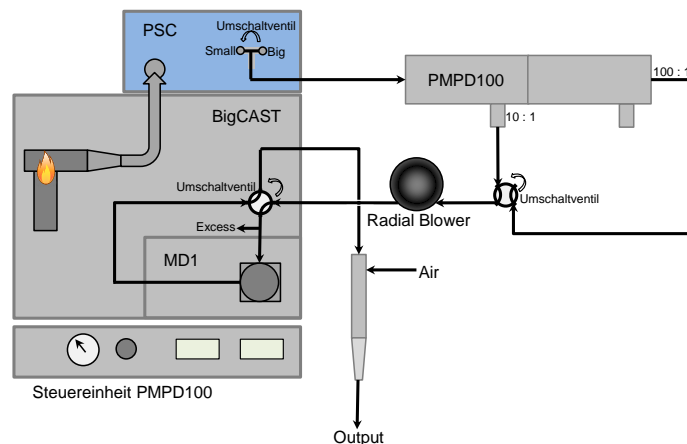 Umschaltventil
PSC
Small
Big
PMPD100
100 : 1
10 : 1
BigCAST
Umschaltventil
Umschaltventil
Radial Blower
Excess
MD1
Air
Steuereinheit PMPD100
Output